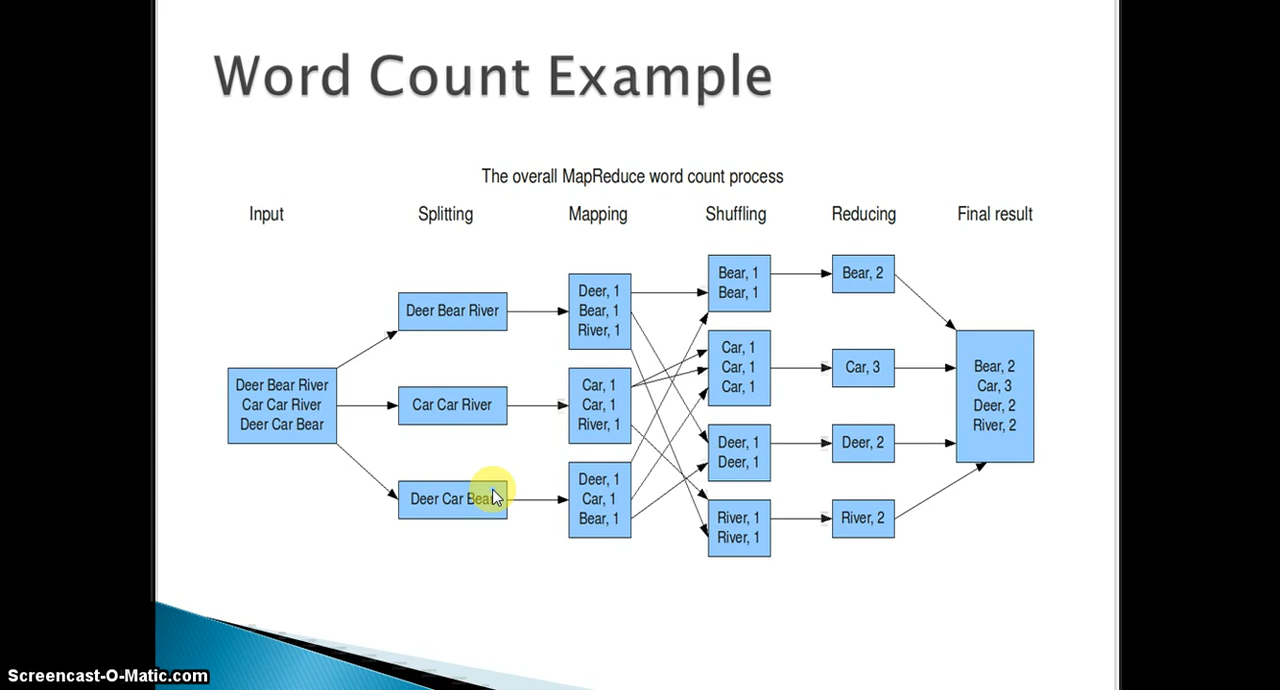 Word Count Example
The overall MapReduce word count process
Input
Splitting
Mapping
Shuffling
Reducing
Final result
Deer Bear River
Car Car River
Deer Car Bear
Deer Bear River
Car Car River
Deer Car Bear
Deer, 1
Bear, 1
River, 1
Car, 1
Car, 1
River, 1
Deer, 1
Car, 1
Bear, 1
Bear, 1
Bear, 1
Car, 1
Car, 1
Car, 1
Deer, 1
Deer, 1
River, 1
River, 1
Bear, 2
Car, 3
Deer, 2
River, 2
Bear, 2
Car, 3
Deer, 2
River, 2
Screencast-O-Matic.com